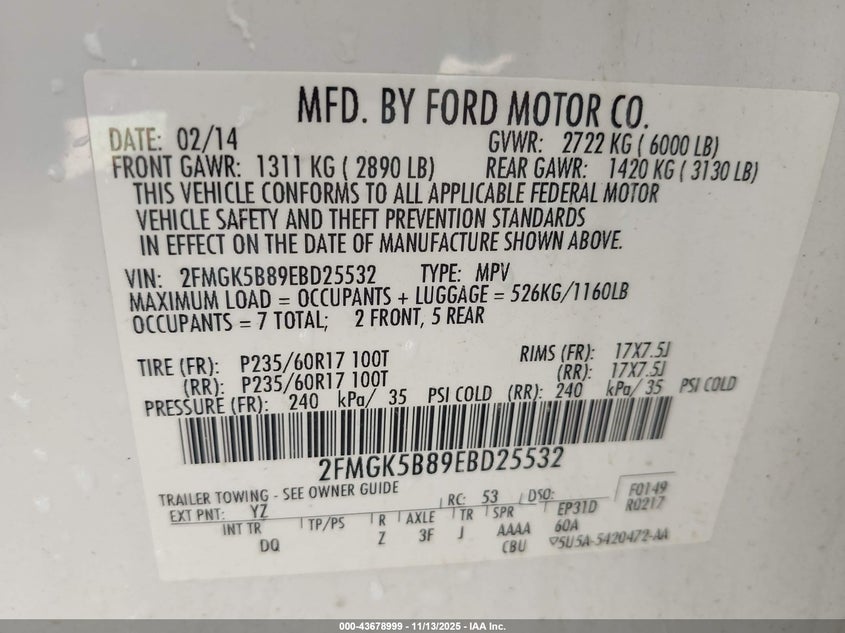 MFD. BY FORD MOTOR CO.
DATE: 02/14 GVWR: 2722 KG ( 6000 LB)
FRONT GAWR: 1311 KG ( 2890 LB) REAR GAWR: 1420 KG ( 3130 LB)
THIS VEHICLE CONFORMS TO ALL APPLICABLE FEDERAL MOTOR
VEHICLE SAFETY AND THEFT PREVENTION STANDARDS
IN EFFECT ON THE DATE OF MANUFACTURE SHOWN ABOVE.
VIN: 2FMGK5B89EBD25532 TYPE: MPV
MAXIMUM LOAD = OCCUPANTS + LUGGAGE = 526KG/1160LB
OCCUPANTS = 7 TOTAL; 2 FRONT, 5 REAR
TIRE (FR): P235/60R17 100T RIMS (FR): 17X7.5J
(RR): P235/60R17 100T (RR): 17X7.5J
PRESSURE (FR): 240 kPa/ 35 PSI COLD (RR): 240 kPa/ 35 PSI COLD
2FMGK5B89EBD25532
TRAILER TOWING - SEE OWNER GUIDE
EXT PNT: YZ RC: 53 DSO: F0149
R0217
INT TR TP/PS R AXLE TR SPR EP31D
DQ Z 3F J AAAA 60A
CBU 5U5A-5420472-AA
000-43678999 - 11/13/2025 - IAA Inc.